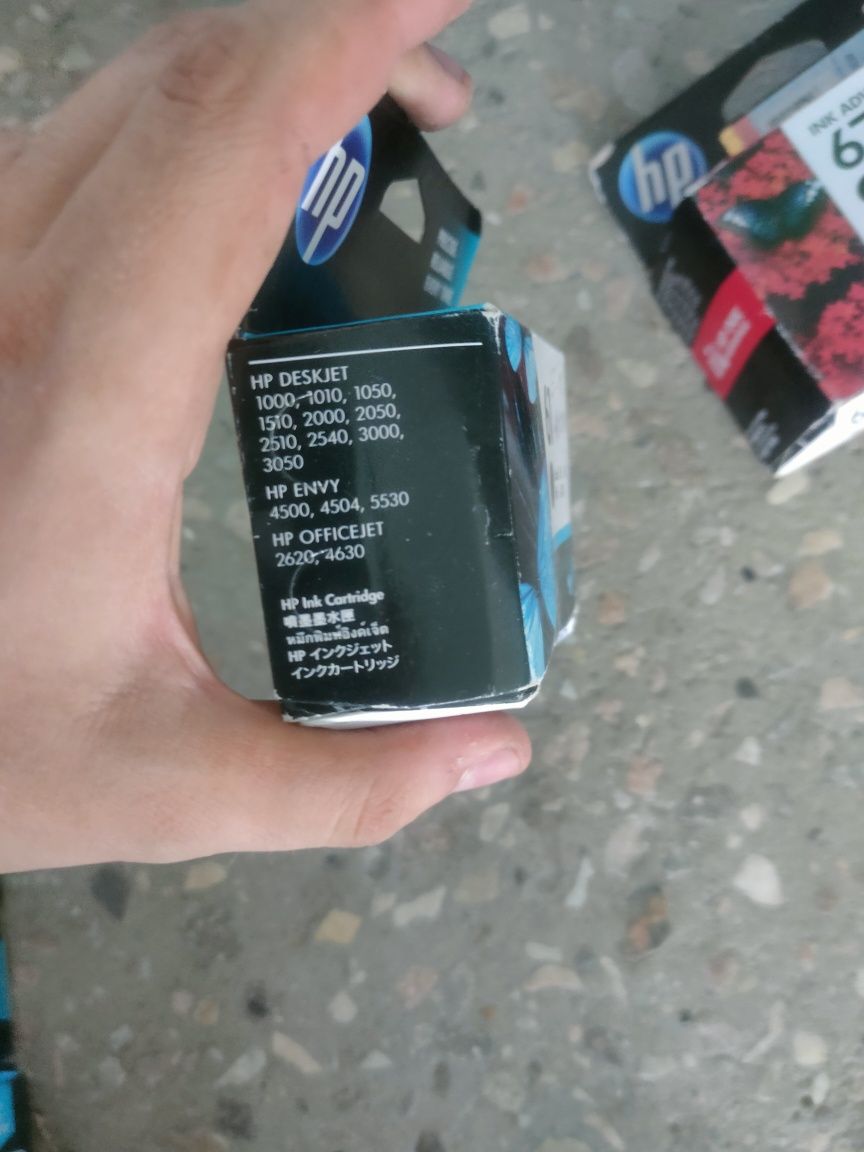 hp
HP DESKJET
1000, 1010, 1050,
1510, 2000, 2050,
2510, 2540, 3000,
3050
HP ENVY
4500, 4504, 5530
HP OFFICEJET
2620, 4630
HP Ink Cartridge
噴墨墨水匣
หมึกพิมพ์อิงค์เจ็ต
HP インクジェット
インクカートリッジ
hp
INK